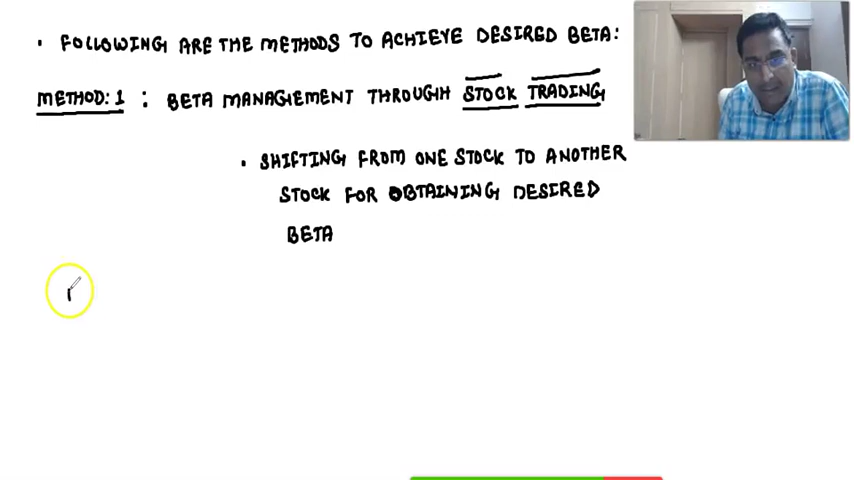 • FOLLOWING ARE THE METHODS TO ACHIEVE DESIRED BETA:
METHOD: 1 : BETA MANAGEMENT THROUGH STOCK TRADING
• SHIFTING FROM ONE STOCK TO ANOTHER
STOCK FOR OBTAINING DESIRED
BETA